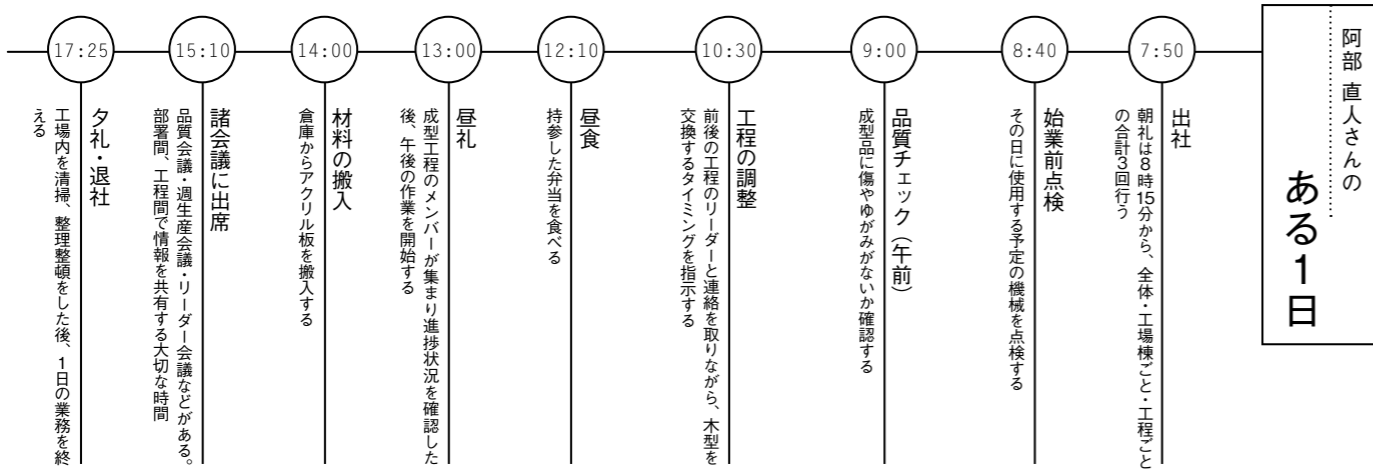 阿部 直人さんの
ある1日
7:50
出社
朝礼は8時15分から、全体・工場棟ごと・工程ごと
の合計3回行う
8:40
始業前点検
その日に使用する予定の機械を点検する
9:00
品質チェック（午前）
成型品に傷やゆがみがないか確認する
10:30
工程の調整
前後の工程のリーダーと連絡を取りながら、木型を
交換するタイミングを指示する
12:10
昼食
持参した弁当を食べる
13:00
昼礼
成型工程のメンバーが集まり進捗状況を確認した
後、午後の作業を開始する
14:00
材料の搬入
倉庫からアクリル板を搬入する
15:10
諸会議に出席
品質会議・週生産会議・リーダー会議などがある。
部署間、工程間で情報を共有する大切な時間
17:25
夕礼・退社
工場内を清掃、整理整頓をした後、1日の業務を終
える